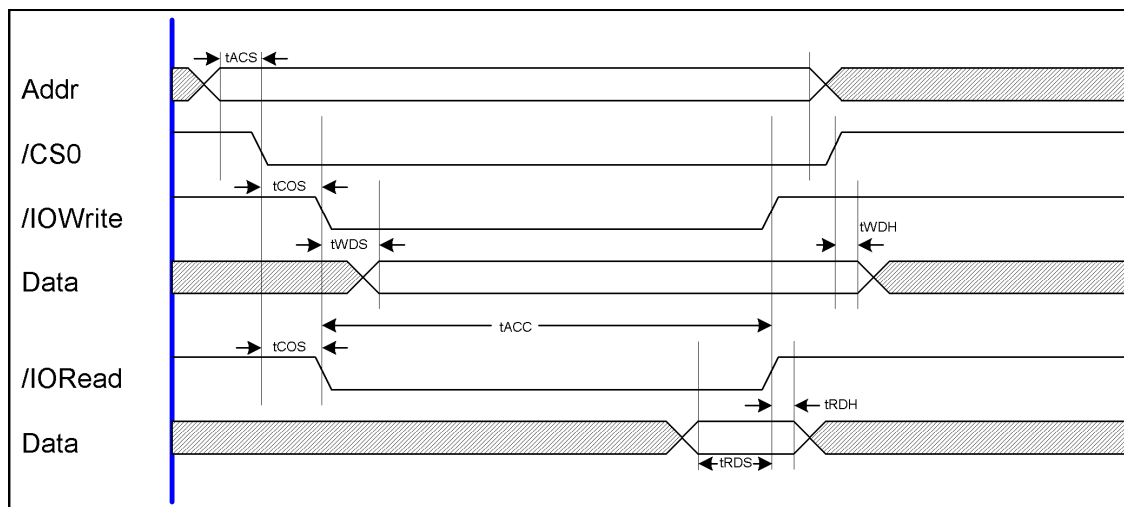 tACS
Addr
/CS0
tCOS
/IOWrite
tWDS
tWDH
Data
tACC
tCOS
/IORead
tRDH
Data
tRDS